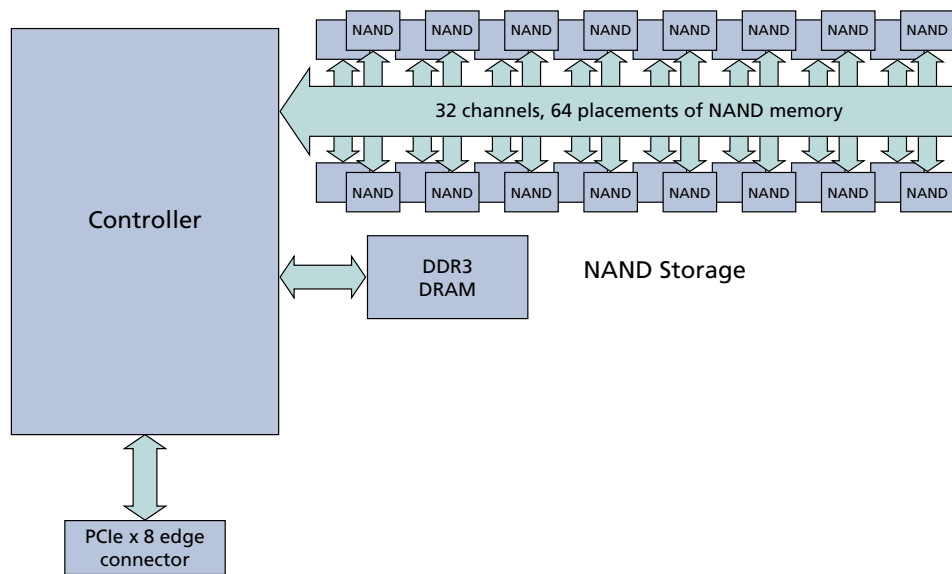 NAND NAND NAND NAND NAND NAND NAND NAND
32 channels, 64 placements of NAND memory
NAND NAND NAND NAND NAND NAND NAND NAND
Controller
DDR3
DRAM
NAND Storage
PCIe x 8 edge
connector